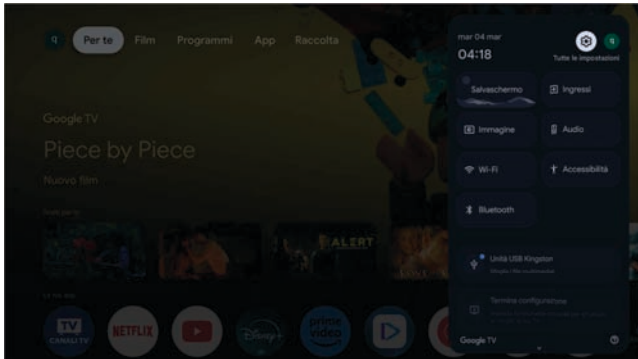 Per te Film Programmi App Raccolta
Google TV
Piece by Piece
Nuovo film
mar 04 mar
04:18
Tutte le impostazioni
Salvaschermo
Ingressi
Immagine
Audio
Wi-Fi
Accessibilità
Bluetooth
Unità USB Kingston
Termina configurazione
Google TV
ALERT
TV
CANALI TV
NETFLIX
Disney+
prime
video